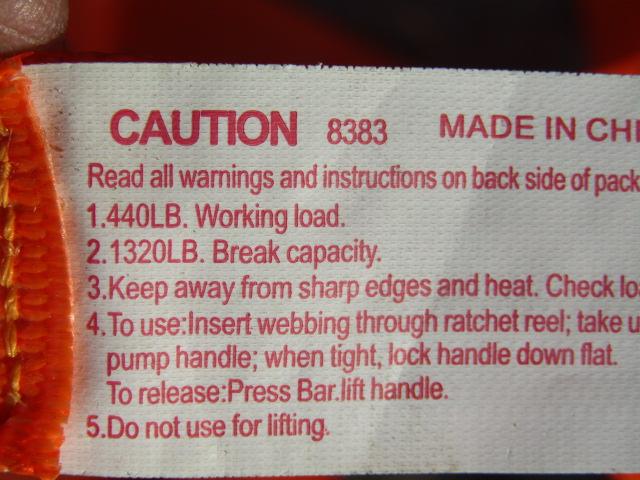 CAUTION 8383 MADE IN CHI
Read all warnings and instructions on back side of pack
1.440LB. Working load.
2.1320LB. Break capacity.
3.Keep away from sharp edges and heat. Check loa
4.To use:Insert webbing through ratchet reel; take u
pump handle; when tight, lock handle down flat.
To release:Press Bar.lift handle.
5.Do not use for lifting.